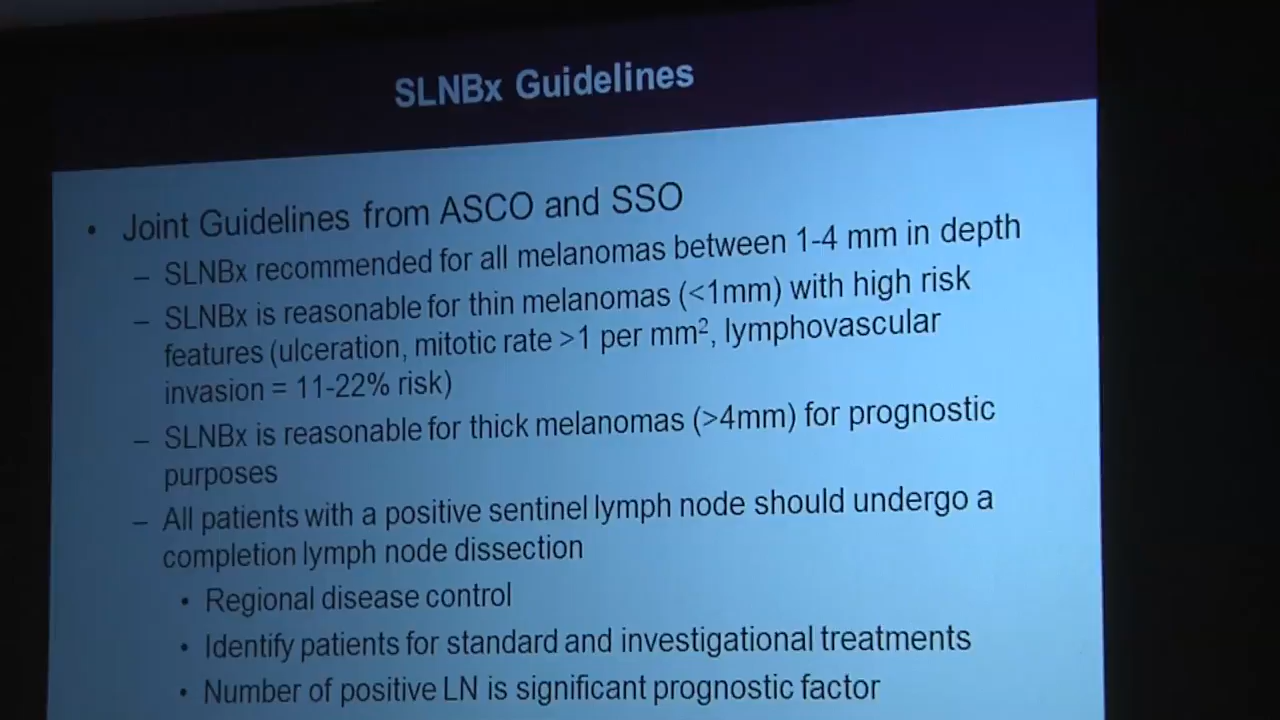 SLNBx Guidelines
• Joint Guidelines from ASCO and SSO
– SLNBx recommended for all melanomas between 1-4 mm in depth
– SLNBx is reasonable for thin melanomas (<1mm) with high risk
features (ulceration, mitotic rate >1 per mm², lymphovascular
invasion = 11-22% risk)
– SLNBx is reasonable for thick melanomas (>4mm) for prognostic
purposes
– All patients with a positive sentinel lymph node should undergo a
completion lymph node dissection
• Regional disease control
• Identify patients for standard and investigational treatments
• Number of positive LN is significant prognostic factor